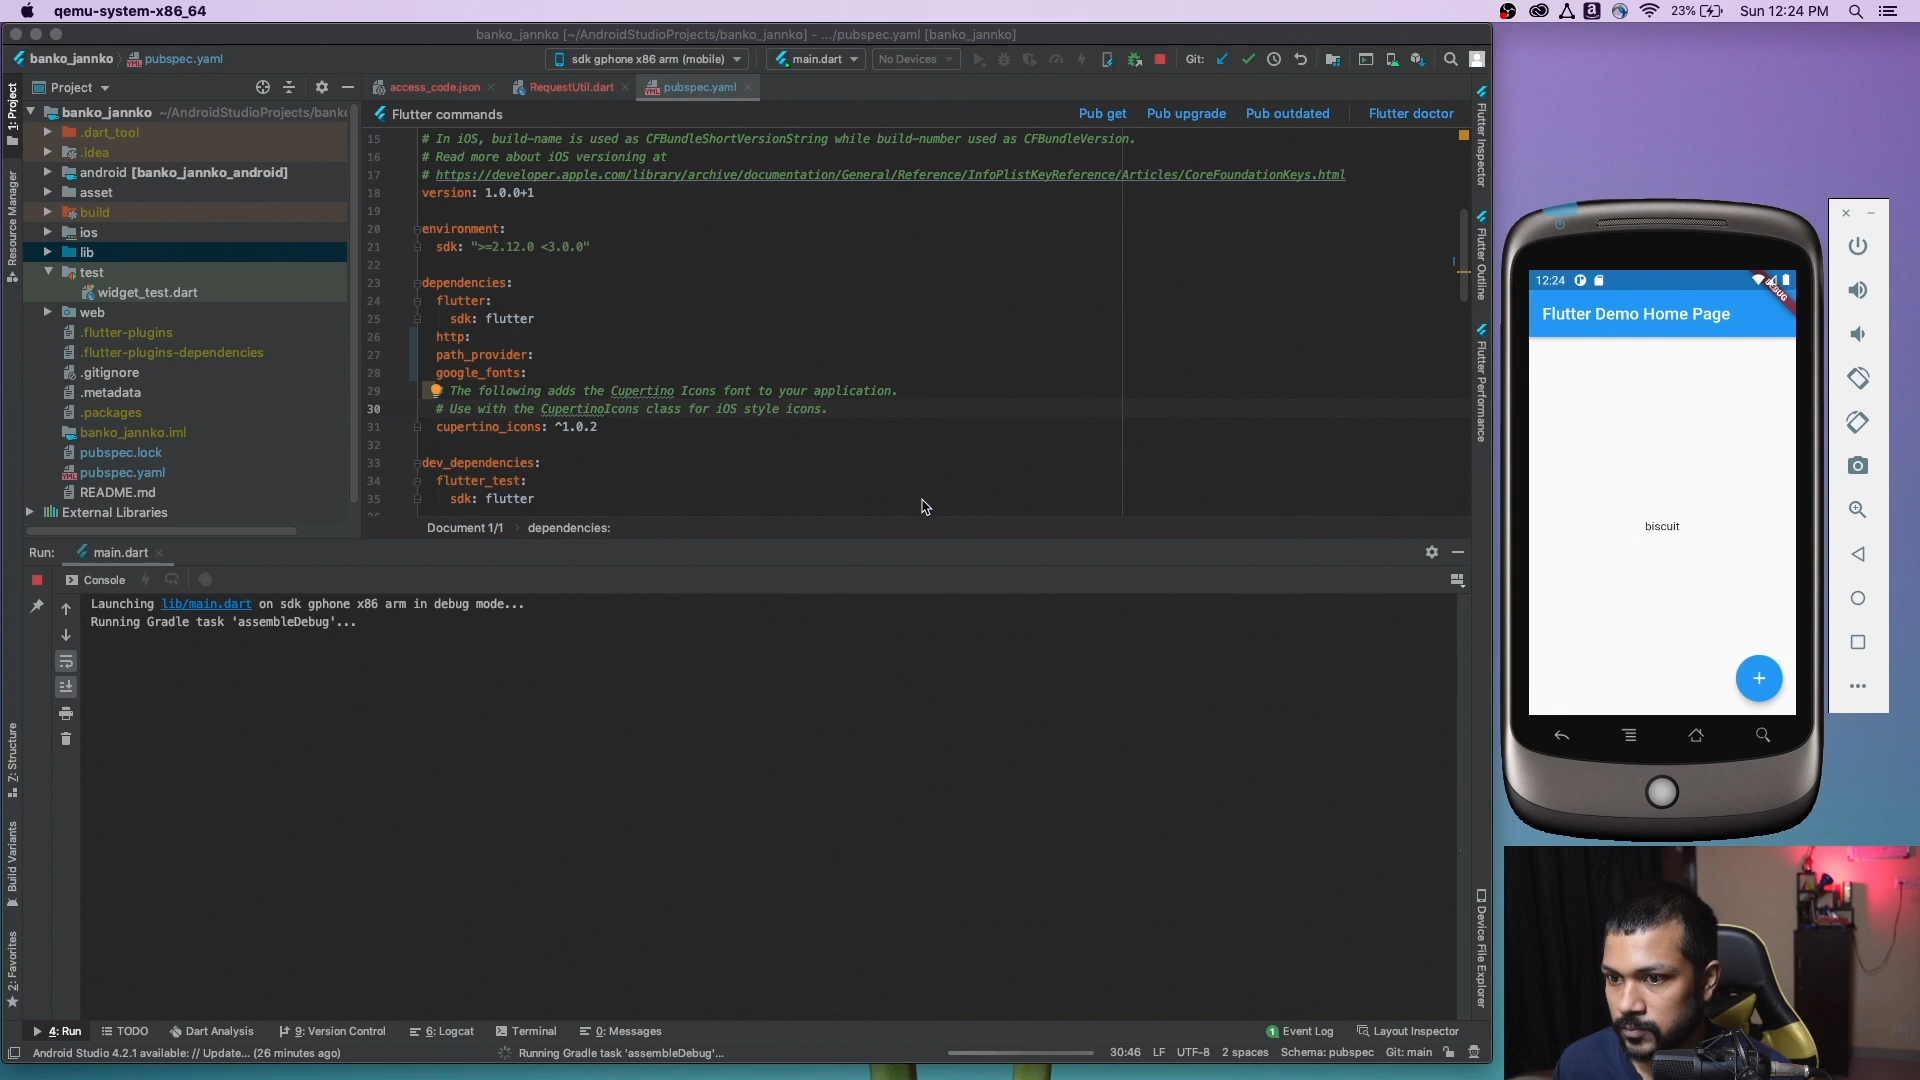 qemu-system-x86_64
23%
Sun 12:24 PM
banko_jannko [~/AndroidStudioProjects/banko_jannko] - .../pubspec.yaml [banko_jannko]
banko_jannko
pubspec.yaml
sdk gphone x86 arm (mobile)
main.dart
No Devices
Git:
1: Project
Resource Manager
Z: Structure
Build Variants
2: Favorites
Project
banko_jannko ~/AndroidStudioProjects/bank
.dart_tool
.idea
android [banko_jannko_android]
asset
build
ios
lib
test
widget_test.dart
web
.flutter-plugins
.flutter-plugins-dependencies
.gitignore
.metadata
.packages
banko_jannko.iml
pubspec.lock
pubspec.yaml
README.md
External Libraries
access_code.json
RequestUtil.dart
pubspec.yaml
Flutter commands
Pub get
Pub upgrade
Pub outdated
Flutter doctor
15 # In iOS, build-name is used as CFBundleShortVersionString while build-number used as CFBundleVersion.
16 # Read more about iOS versioning at
17 # https://developer.apple.com/library/archive/documentation/General/Reference/InfoPlistKeyReference/Articles/CoreFoundationKeys.html
18 version: 1.0.0+1
19
20 environment:
21 sdk: ">=2.12.0 <3.0.0"
22
23 dependencies:
24 flutter:
25 sdk: flutter
26 http:
27 path_provider:
28 google_fonts:
29 The following adds the Cupertino Icons font to your application.
30 # Use with the CupertinoIcons class for iOS style icons.
31 cupertino_icons: ^1.0.2
32
33 dev_dependencies:
34 flutter_test:
35 sdk: flutter
Document 1/1
dependencies:
Flutter Inspector
Flutter Outline
Flutter Performance
Device File Explorer
Run:
main.dart
Console
Launching lib/main.dart on sdk gphone x86 arm in debug mode...
Running Gradle task 'assembleDebug'...
4: Run
TODO
Dart Analysis
9: Version Control
6: Logcat
Terminal
0: Messages
1 Event Log
Layout Inspector
Android Studio 4.2.1 available: // Update... (26 minutes ago)
Running Gradle task 'assembleDebug'...
30:46
LF
UTF-8
2 spaces
Schema: pubspec
Git: main
12:24
DEBUG
Flutter Demo Home Page
biscuit